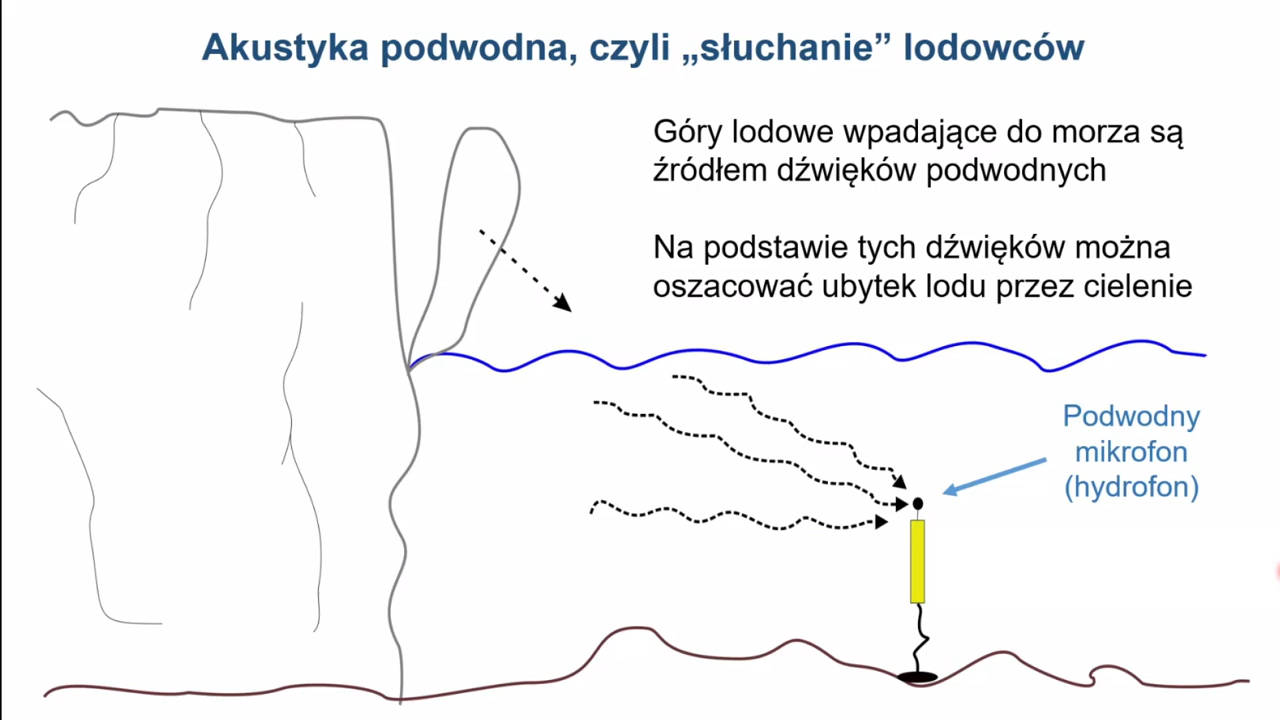 Akustyka podwodna, czyli „słuchanie” lodowców
Góry lodowe wpadające do morza są
źródłem dźwięków podwodnych
Na podstawie tych dźwięków można
oszacować ubytek lodu przez cielenie
Podwodny
mikrofon
(hydrofon)